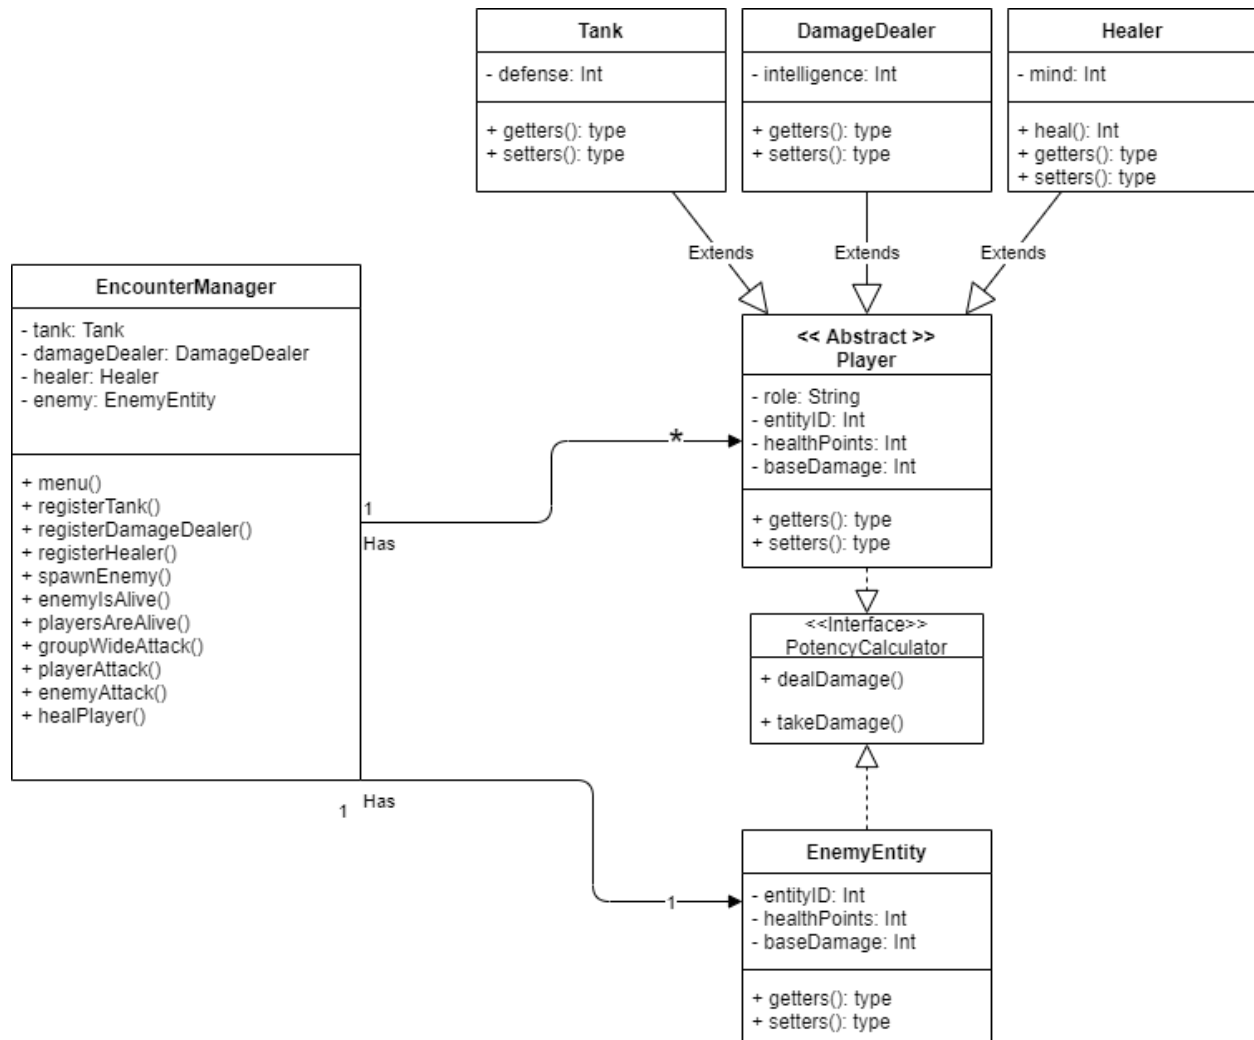 Tank
- defense: Int
+ getters(): type
+ setters(): type
DamageDealer
- intelligence: Int
+ getters(): type
+ setters(): type
Healer
- mind: Int
+ heal(): Int
+ getters(): type
+ setters(): type
Extends
Extends
Extends
EncounterManager
- tank: Tank
- damageDealer: DamageDealer
- healer: Healer
- enemy: EnemyEntity
+ menu()
+ registerTank()
+ registerDamageDealer()
+ registerHealer()
+ spawnEnemy()
+ enemyIsAlive()
+ playersAreAlive()
+ groupWideAttack()
+ playerAttack()
+ enemyAttack()
+ healPlayer()
1
Has
*
<< Abstract >>
Player
- role: String
- entityID: Int
- healthPoints: Int
- baseDamage: Int
+ getters(): type
+ setters(): type
<<Interface>>
PotencyCalculator
+ dealDamage()
+ takeDamage()
1
Has
1
EnemyEntity
- entityID: Int
- healthPoints: Int
- baseDamage: Int
+ getters(): type
+ setters(): type